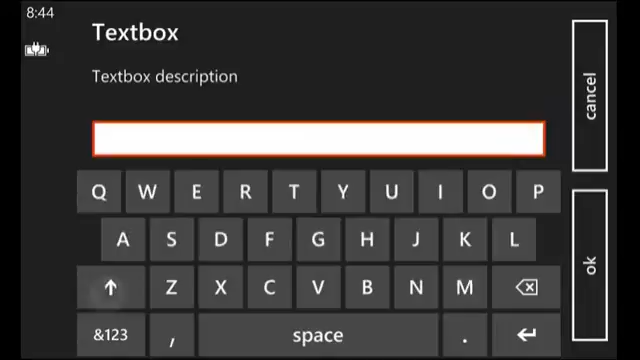 8:44
Textbox
Textbox description
cancel
Q W E R T Y U I O P
A S D F G H J K L
Z X C V B N M
ok
&123 , space .